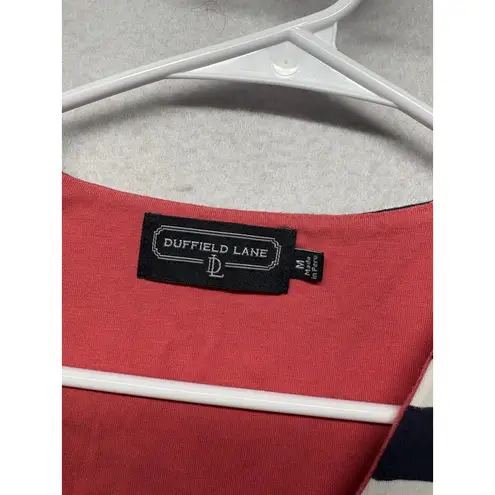 DUFFIELD LANE
DL
M
Made
in Peru